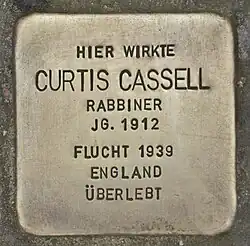 HIER WIRKTE
CURTIS CASSELL
RABBINER
JG. 1912
FLUCHT 1939
ENGLAND
ÜBERLEBT